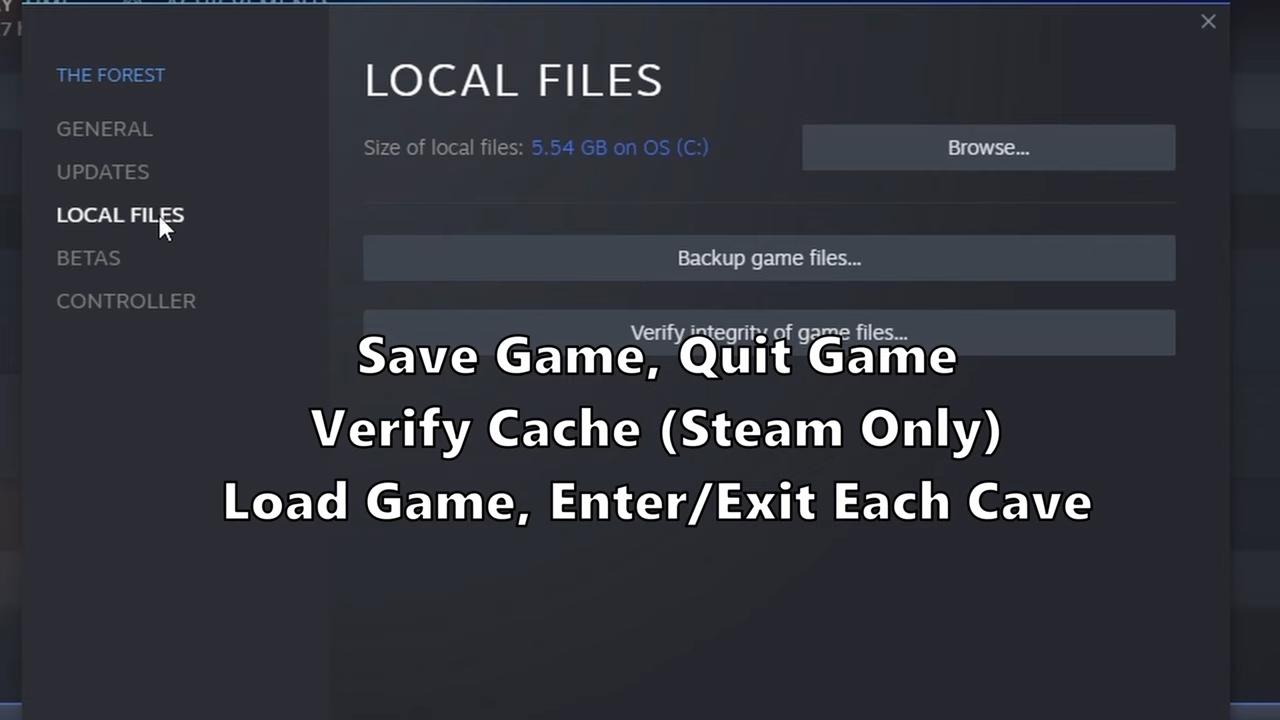 THE FOREST
GENERAL
UPDATES
LOCAL FILES
BETAS
CONTROLLER
LOCAL FILES
Size of local files: 5.54 GB on OS (C:)
Browse...
Backup game files...
Verify integrity of game files...
Save Game, Quit Game
Verify Cache (Steam Only)
Load Game, Enter/Exit Each Cave